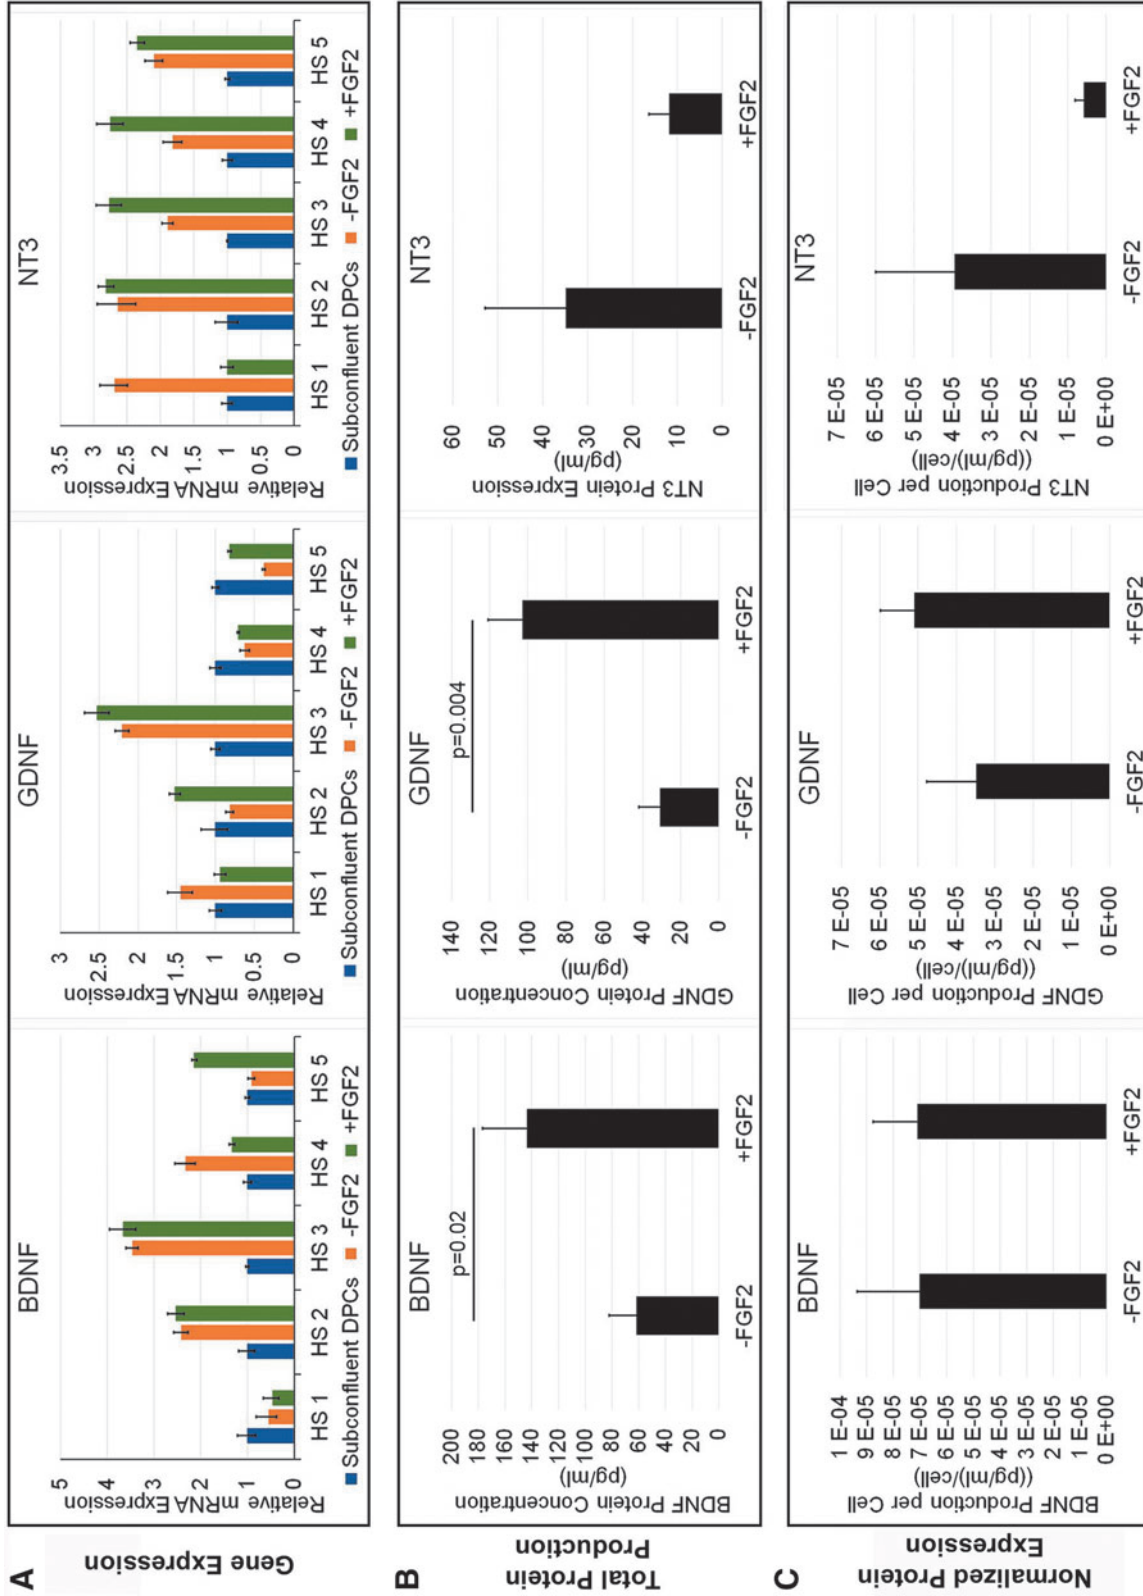 A
Gene Expression
BDNF
Relative mRNA Expression
5
4
3
2
1
0
HS 1
HS 2
HS 3
HS 4
HS 5
Subconfluent DPCs -FGF2 +FGF2
GDNF
Relative mRNA Expression
3
2.5
2
1.5
1
0.5
0
HS 1
HS 2
HS 3
HS 4
HS 5
Subconfluent DPCs -FGF2 +FGF2
NT3
Relative mRNA Expression
3.5
3
2.5
2
1.5
1
0.5
0
HS 1
HS 2
HS 3
HS 4
HS 5
Subconfluent DPCs -FGF2 +FGF2
B
Total Protein
Production
BDNF
BDNF Protein Concentration
(pg/ml)
200
180
160
140
120
100
80
60
40
20
0
p=0.02
-FGF2
+FGF2
GDNF
GDNF Protein Concentration
(pg/ml)
140
120
100
80
60
40
20
0
p=0.004
-FGF2
+FGF2
NT3
NT3 Protein Expression
(pg/ml)
60
50
40
30
20
10
0
-FGF2
+FGF2
C
Normalized Protein
Expression
BDNF
BDNF Production per Cell
((pg/ml)/cell)
1 E-04
9 E-05
8 E-05
7 E-05
6 E-05
5 E-05
4 E-05
3 E-05
2 E-05
1 E-05
0 E+00
-FGF2
+FGF2
GDNF
GDNF Production per Cell
((pg/ml)/cell)
7 E-05
6 E-05
5 E-05
4 E-05
3 E-05
2 E-05
1 E-05
0 E+00
-FGF2
+FGF2
NT3
NT3 Production per Cell
((pg/ml)/cell)
7 E-05
6 E-05
5 E-05
4 E-05
3 E-05
2 E-05
1 E-05
0 E+00
-FGF2
+FGF2